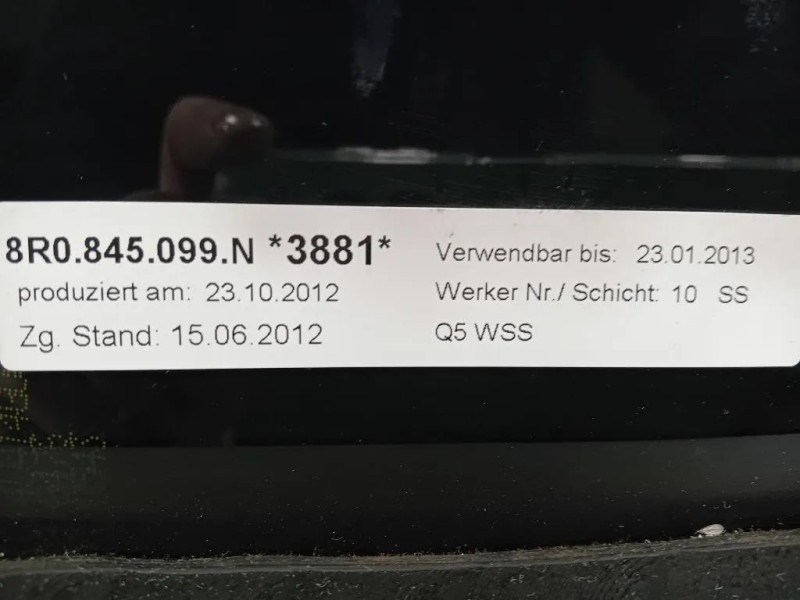 8R0.845.099.N *3881* Verwendbar bis: 23.01.2013
produziert am: 23.10.2012 Werker Nr./ Schicht: 10 SS
Zg. Stand: 15.06.2012 Q5 WSS